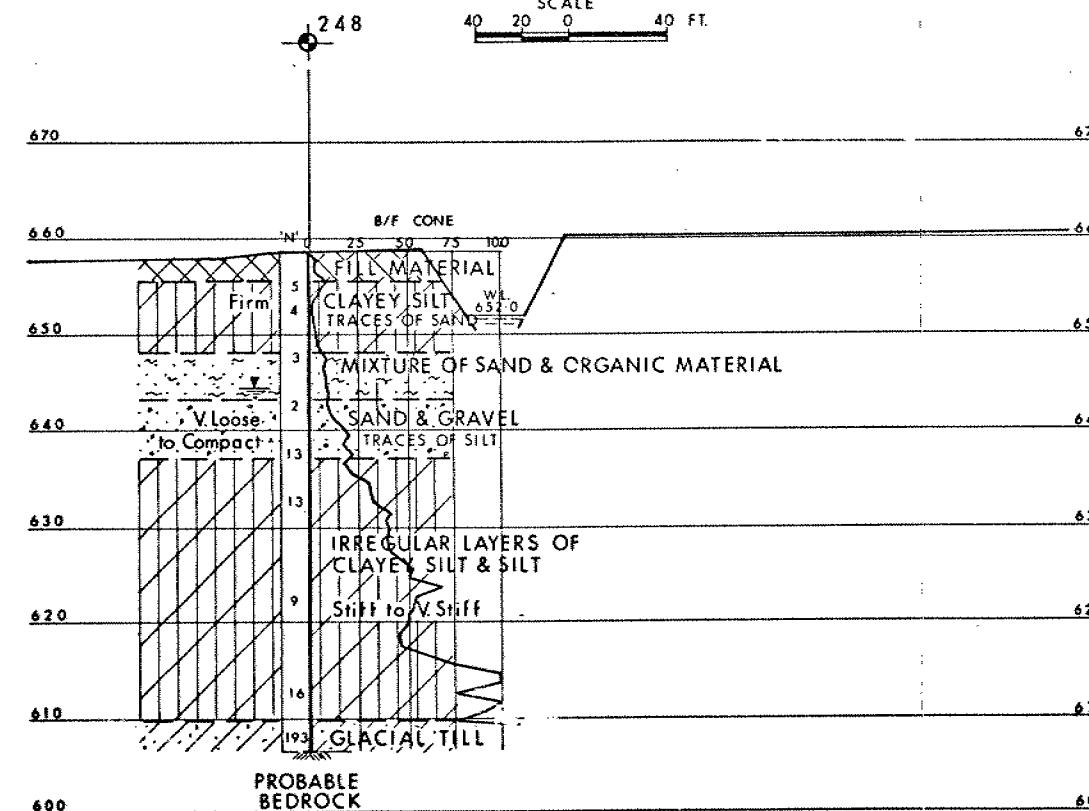 SCALE
40 20 0 40 FT.
248
670
B/F CONE
660 'N' 0 25 50 75 100
FILL MATERIAL
5
Firm CLAYEY SILT W.L.
4 TRACES OF SAND 652.0
650
3 MIXTURE OF SAND & ORGANIC MATERIAL
2
V. Loose SAND & GRAVEL
640
to Compact TRACES OF SILT
13
13
630
IRREGULAR LAYERS OF
CLAYEY SILT & SILT
9 Stiff to V. Stiff
620
16
610
193 GLACIAL TILL
PROBABLE
BEDROCK
600